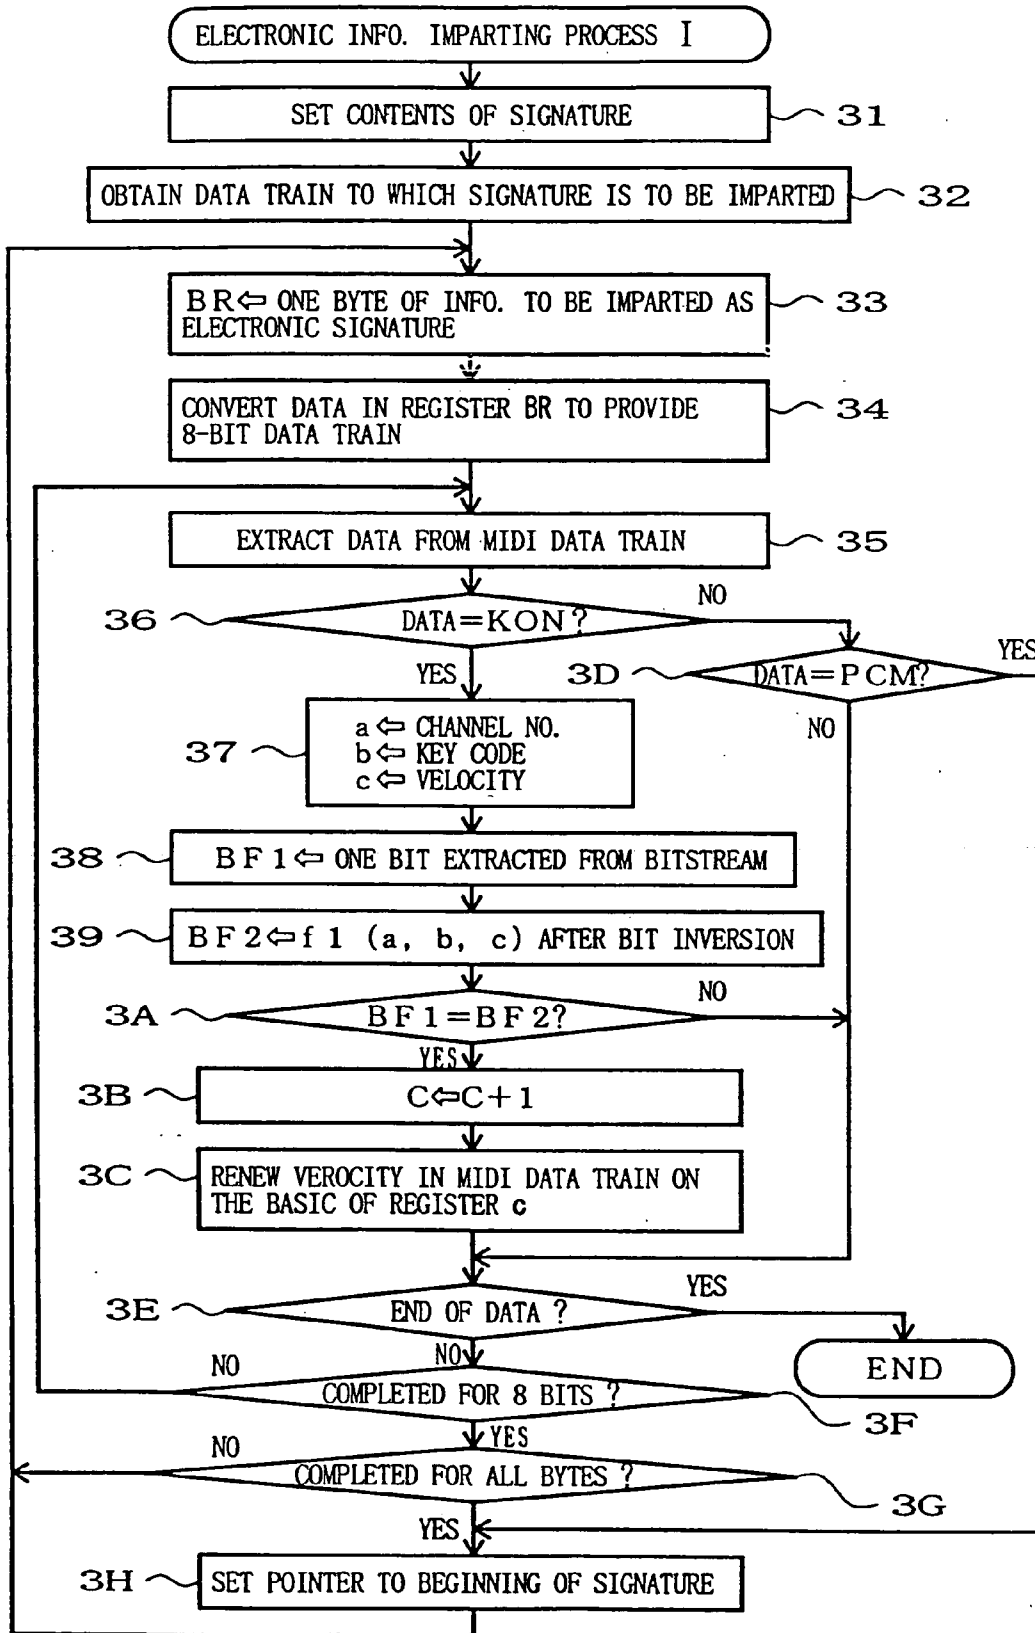 ELECTRONIC INFO. IMPARTING PROCESS I
SET CONTENTS OF SIGNATURE
31
OBTAIN DATA TRAIN TO WHICH SIGNATURE IS TO BE IMPARTED
32
BR⇐ ONE BYTE OF INFO. TO BE IMPARTED AS
ELECTRONIC SIGNATURE
33
CONVERT DATA IN REGISTER BR TO PROVIDE
8-BIT DATA TRAIN
34
EXTRACT DATA FROM MIDI DATA TRAIN
35
36
DATA=KON?
NO
YES
3D
DATA=PCM?
YES
NO
37
a⇐ CHANNEL NO.
b⇐ KEY CODE
c⇐ VELOCITY
38
BF1⇐ ONE BIT EXTRACTED FROM BITSTREAM
39
BF2⇐f1 (a, b, c) AFTER BIT INVERSION
3A
BF1=BF2?
NO
YES
3B
C⇐C+1
3C
RENEW VEROCITY IN MIDI DATA TRAIN ON
THE BASIC OF REGISTER c
3E
END OF DATA ?
YES
NO
END
NO
COMPLETED FOR 8 BITS ?
3F
YES
NO
COMPLETED FOR ALL BYTES ?
3G
YES
3H
SET POINTER TO BEGINNING OF SIGNATURE